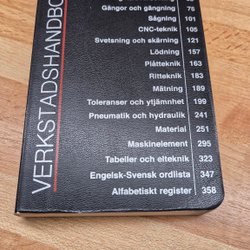 VERKSTADSHANDBO
Gängor och gängning 75
Sågning 101
CNC-teknik 105
Svetsning och skärning 121
Lödning 157
Plåtteknik 163
Ritteknik 183
Mätning 189
Toleranser och ytjämnhet 199
Pneumatik och hydraulik 241
Material 251
Maskinelement 295
Tabeller och elteknik 323
Engelsk-Svensk ordlista 347
Alfabetiskt register 358